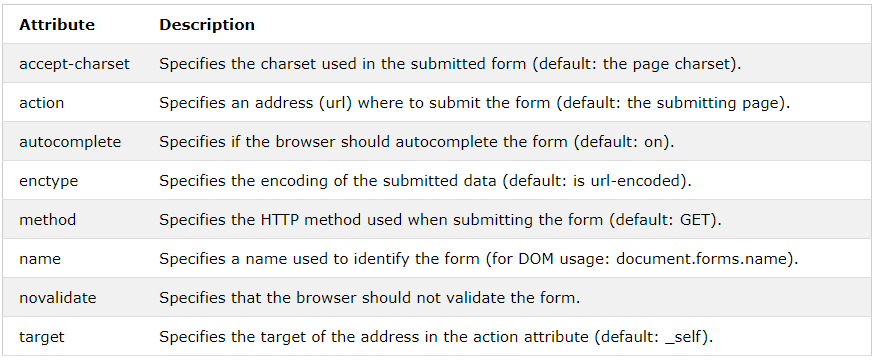 Attribute Description
accept-charset Specifies the charset used in the submitted form (default: the page charset).
action Specifies an address (url) where to submit the form (default: the submitting page).
autocomplete Specifies if the browser should autocomplete the form (default: on).
enctype Specifies the encoding of the submitted data (default: is url-encoded).
method Specifies the HTTP method used when submitting the form (default: GET).
name Specifies a name used to identify the form (for DOM usage: document.forms.name).
novalidate Specifies that the browser should not validate the form.
target Specifies the target of the address in the action attribute (default: _self).